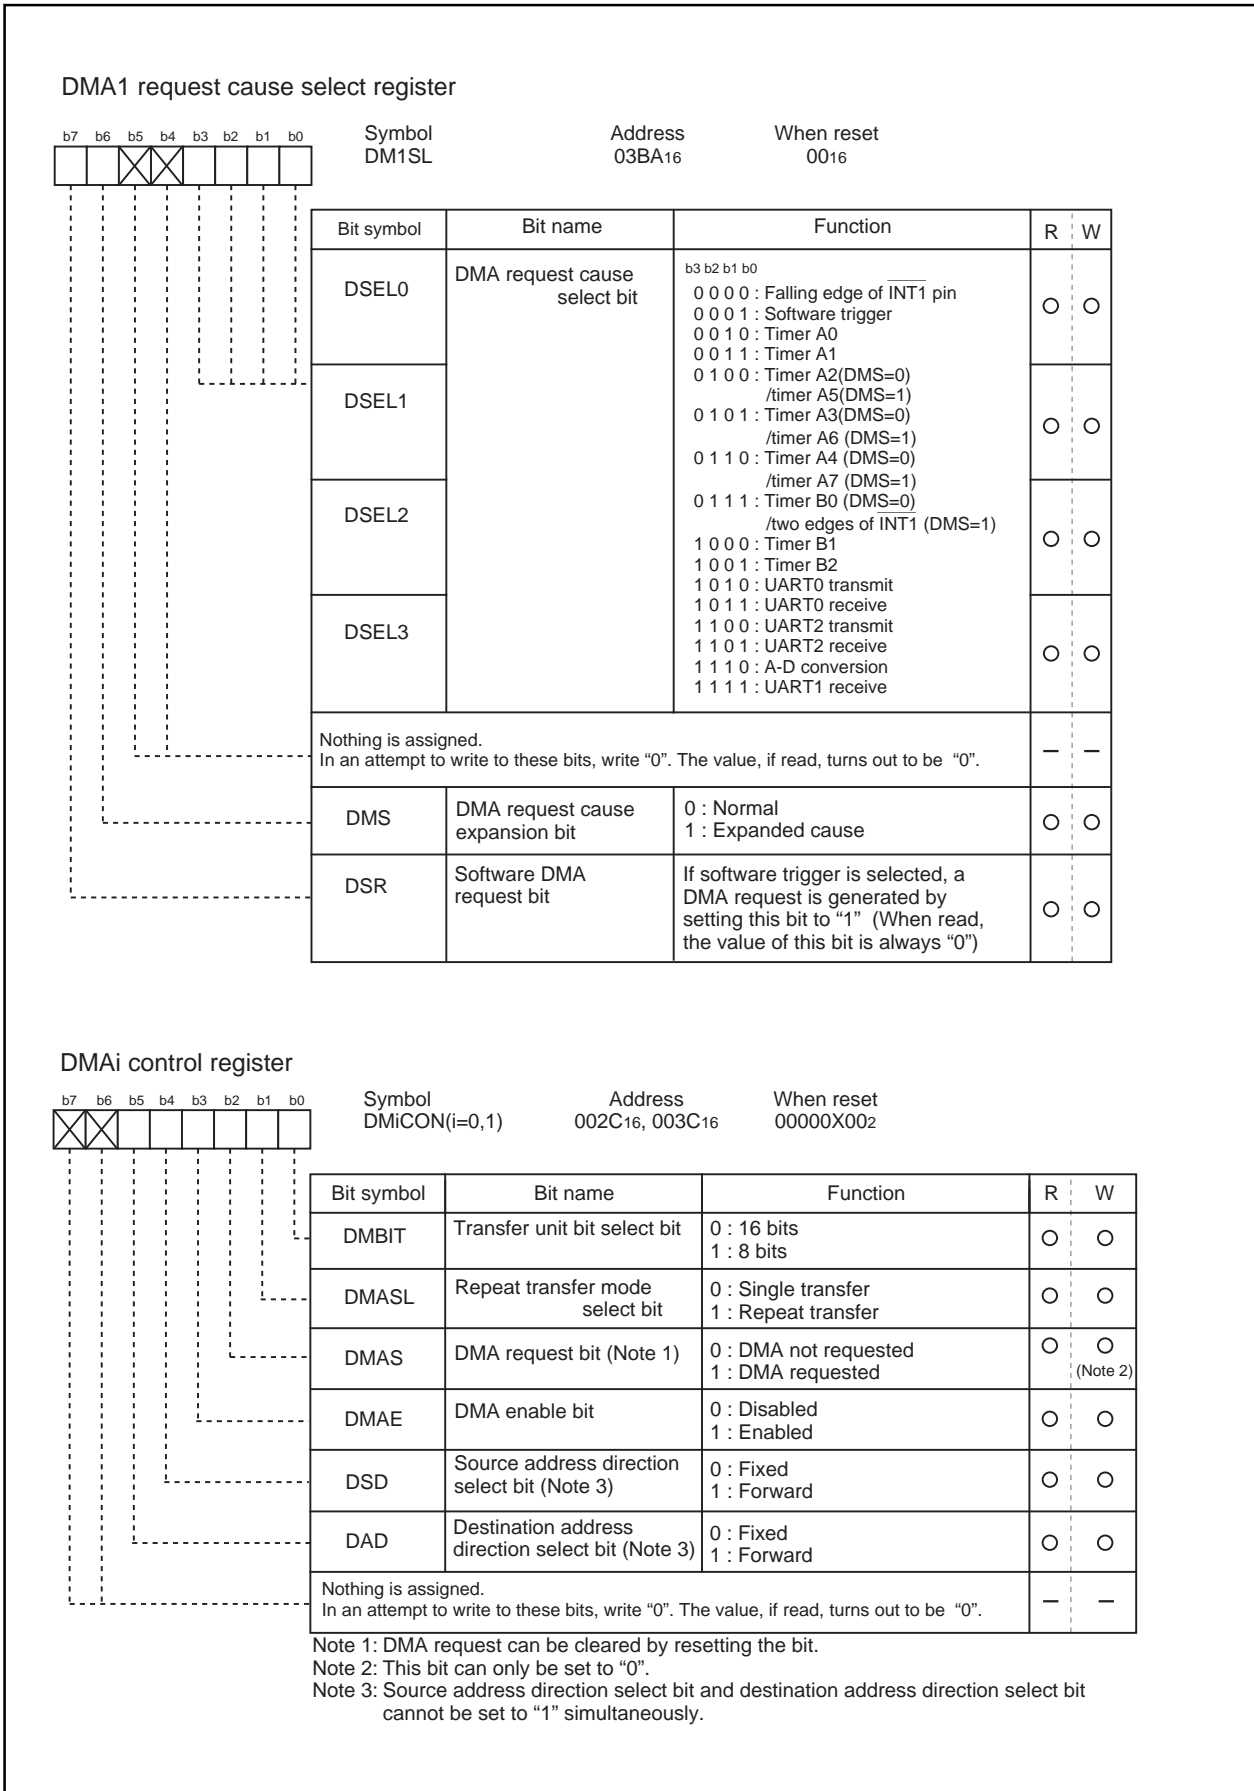 DMA1 request cause select register
b7 b6 b5 b4 b3 b2 b1 b0
Symbol Address When reset
DM1SL 03BA16 0016
Bit symbol Bit name Function R W
DSEL0
DSEL1
DSEL2
DSEL3
DMA request cause
select bit
b3 b2 b1 b0
0 0 0 0 : Falling edge of INT1 pin
0 0 0 1 : Software trigger
0 0 1 0 : Timer A0
0 0 1 1 : Timer A1
0 1 0 0 : Timer A2(DMS=0)
/timer A5(DMS=1)
0 1 0 1 : Timer A3(DMS=0)
/timer A6 (DMS=1)
0 1 1 0 : Timer A4 (DMS=0)
/timer A7 (DMS=1)
0 1 1 1 : Timer B0 (DMS=0)
/two edges of INT1 (DMS=1)
1 0 0 0 : Timer B1
1 0 0 1 : Timer B2
1 0 1 0 : UART0 transmit
1 0 1 1 : UART0 receive
1 1 0 0 : UART2 transmit
1 1 0 1 : UART2 receive
1 1 1 0 : A-D conversion
1 1 1 1 : UART1 receive
Nothing is assigned.
In an attempt to write to these bits, write “0”. The value, if read, turns out to be “0”.
DMS
DMA request cause
expansion bit
0 : Normal
1 : Expanded cause
DSR
Software DMA
request bit
If software trigger is selected, a
DMA request is generated by
setting this bit to “1” (When read,
the value of this bit is always “0”)
DMAi control register
b7 b6 b5 b4 b3 b2 b1 b0
Symbol Address When reset
DMiCON(i=0,1) 002C16, 003C16 00000X002
Bit symbol Bit name Function R W
DMBIT
Transfer unit bit select bit
0 : 16 bits
1 : 8 bits
DMASL
Repeat transfer mode
select bit
0 : Single transfer
1 : Repeat transfer
DMAS
DMA request bit (Note 1)
0 : DMA not requested
1 : DMA requested
(Note 2)
DMAE
DMA enable bit
0 : Disabled
1 : Enabled
DSD
Source address direction
select bit (Note 3)
0 : Fixed
1 : Forward
DAD
Destination address
direction select bit (Note 3)
0 : Fixed
1 : Forward
Nothing is assigned.
In an attempt to write to these bits, write “0”. The value, if read, turns out to be “0”.
Note 1: DMA request can be cleared by resetting the bit.
Note 2: This bit can only be set to “0”.
Note 3: Source address direction select bit and destination address direction select bit
cannot be set to “1” simultaneously.